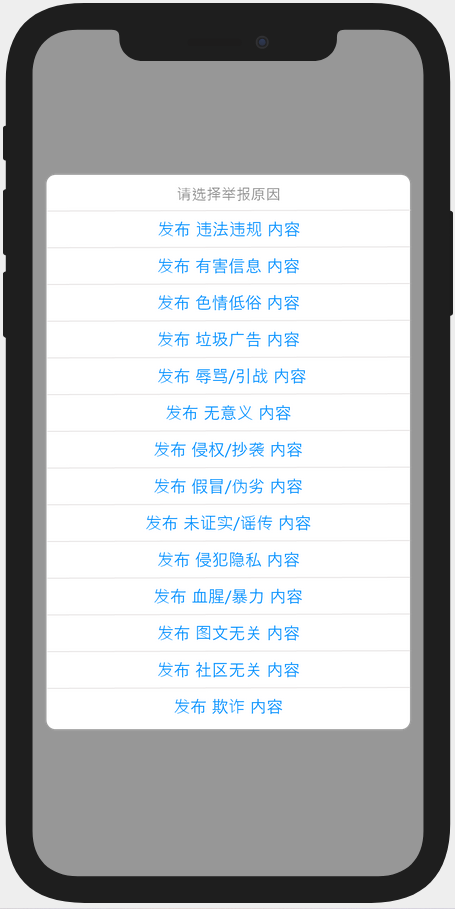 请选择举报原因
发布 违法违规 内容
发布 有害信息 内容
发布 色情低俗 内容
发布 垃圾广告 内容
发布 辱骂/引战 内容
发布 无意义 内容
发布 侵权/抄袭 内容
发布 假冒/伪劣 内容
发布 未证实/谣传 内容
发布 侵犯隐私 内容
发布 血腥/暴力 内容
发布 图文无关 内容
发布 社区无关 内容
发布 欺诈 内容